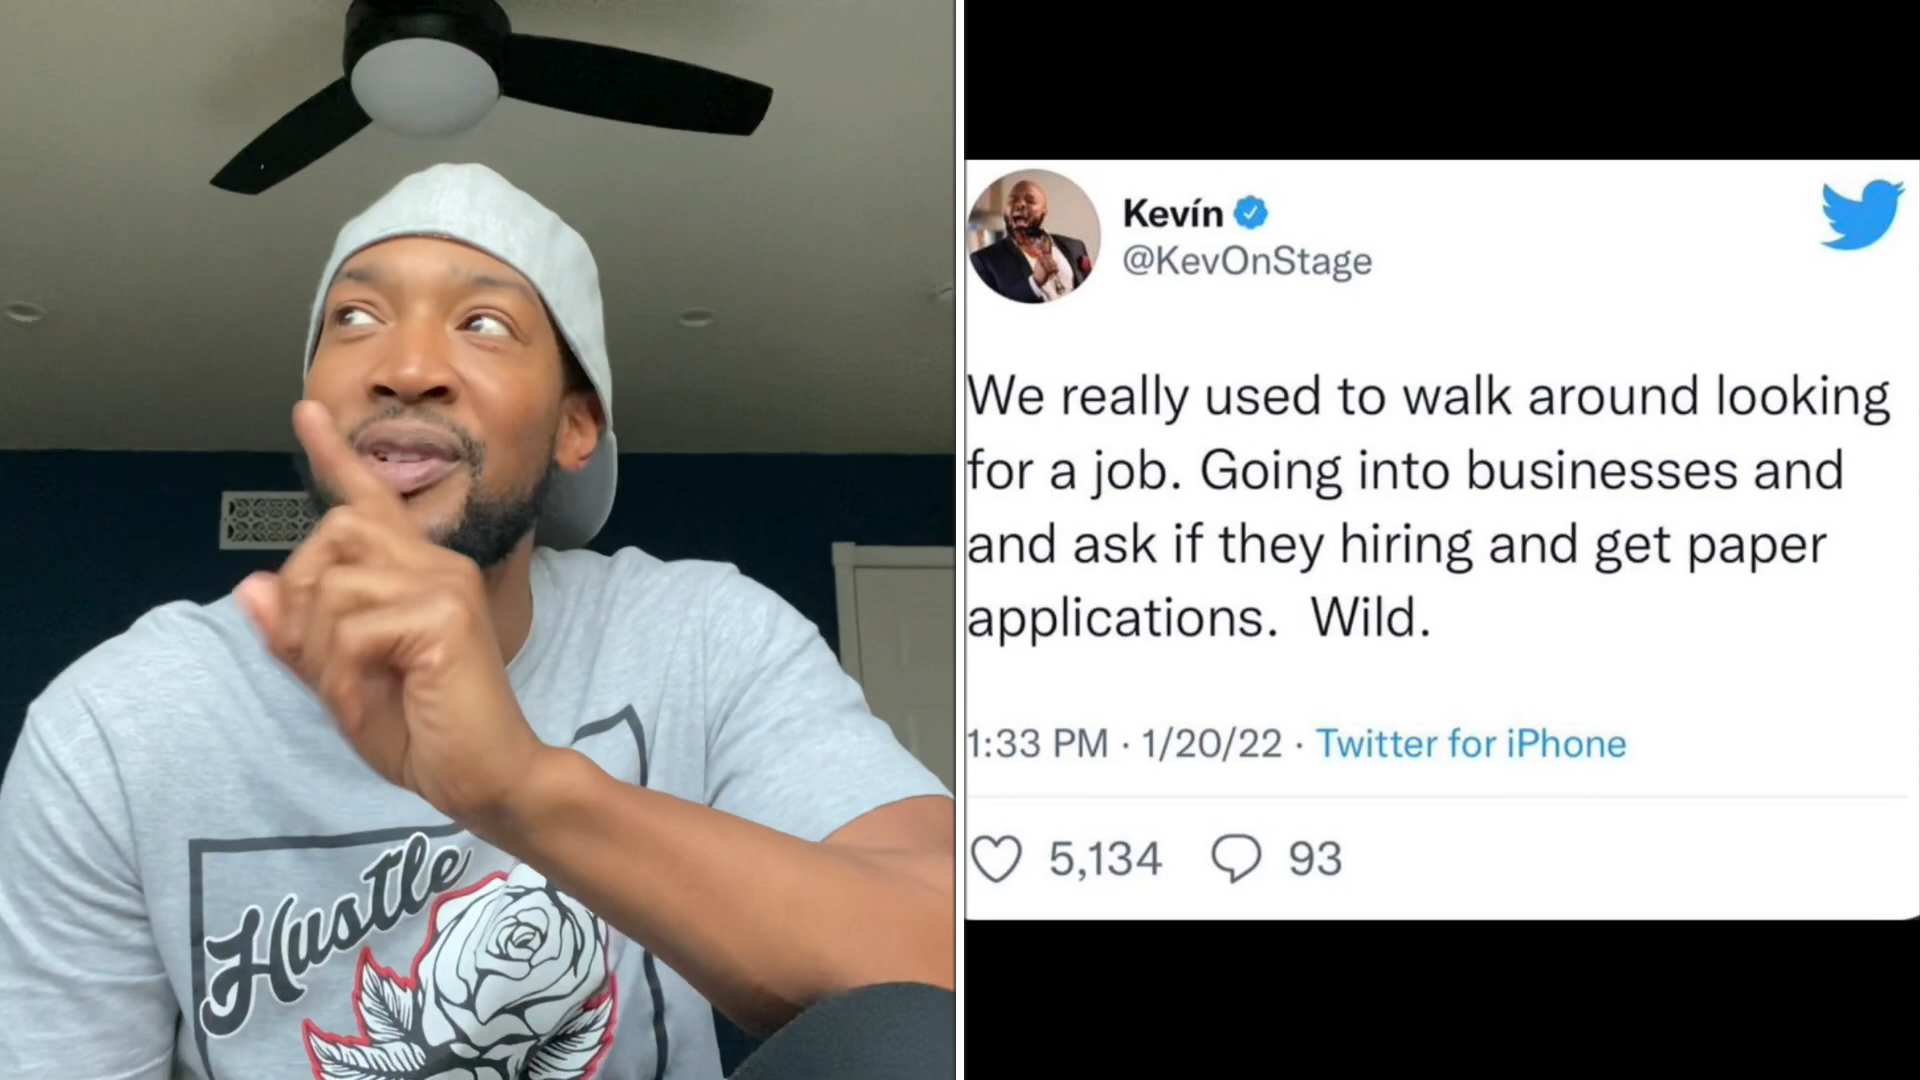 Hustle
Kevín
@KevOnStage
We really used to walk around looking
for a job. Going into businesses and
and ask if they hiring and get paper
applications.  Wild.
1:33 PM · 1/20/22 · Twitter for iPhone
5,134 93